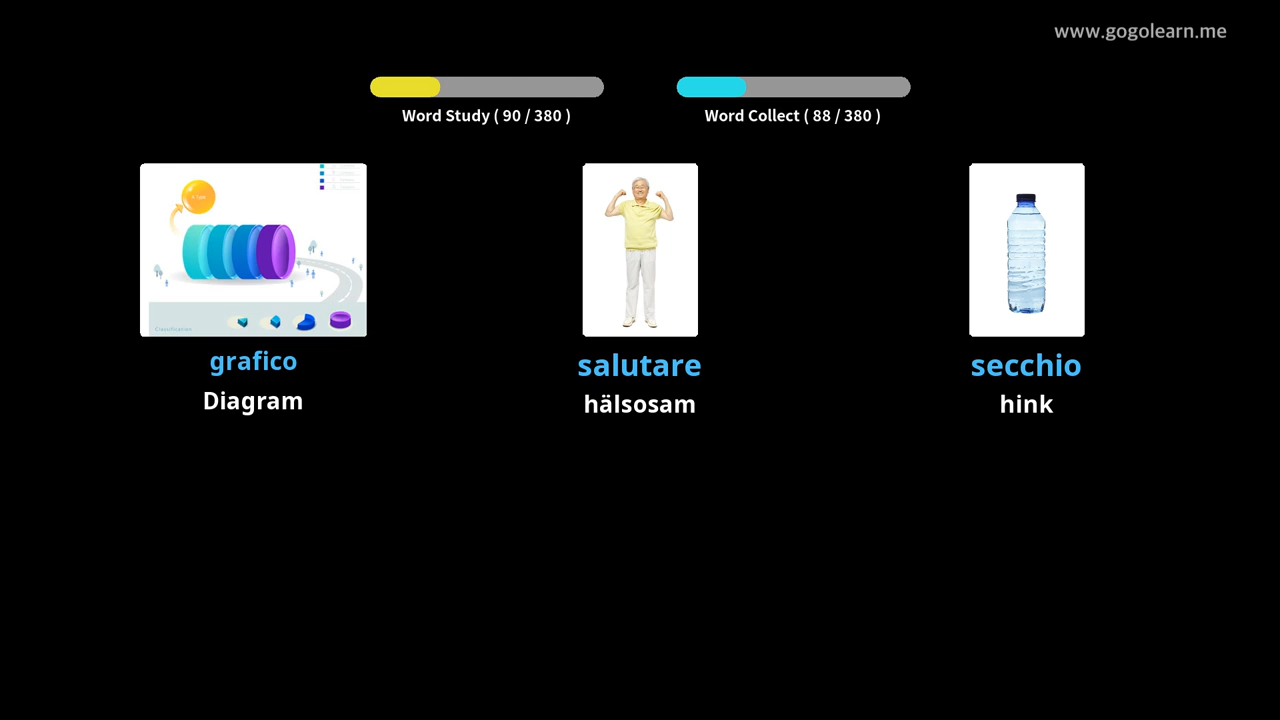 www.gogolearn.me
Word Study ( 90 / 380 )
Word Collect ( 88 / 380 )
grafico
Diagram
salutare
hälsosam
secchio
hink